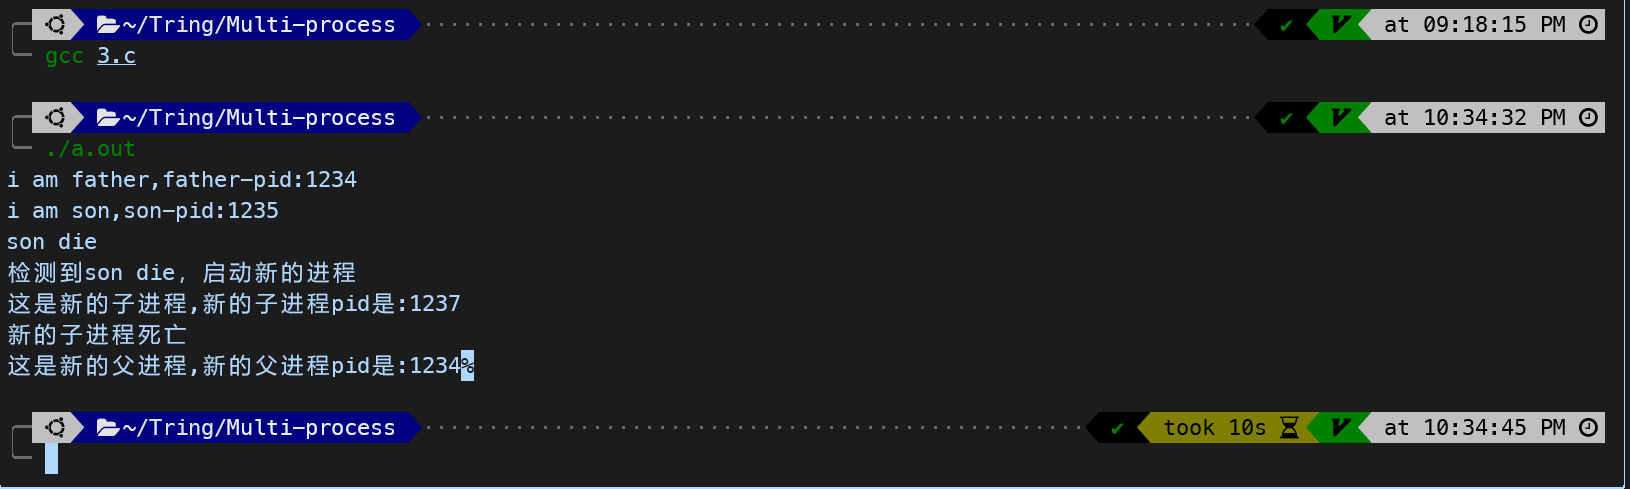 ~/Tring/Multi-process ✔ V at 09:18:15 PM
gcc 3.c
~/Tring/Multi-process ✔ V at 10:34:32 PM
./a.out
i am father,father-pid:1234
i am son,son-pid:1235
son die
检测到son die, 启动新的进程
这是新的子进程,新的子进程pid是:1237
新的子进程死亡
这是新的父进程,新的父进程pid是:1234%
~/Tring/Multi-process ✔ took 10s V at 10:34:45 PM